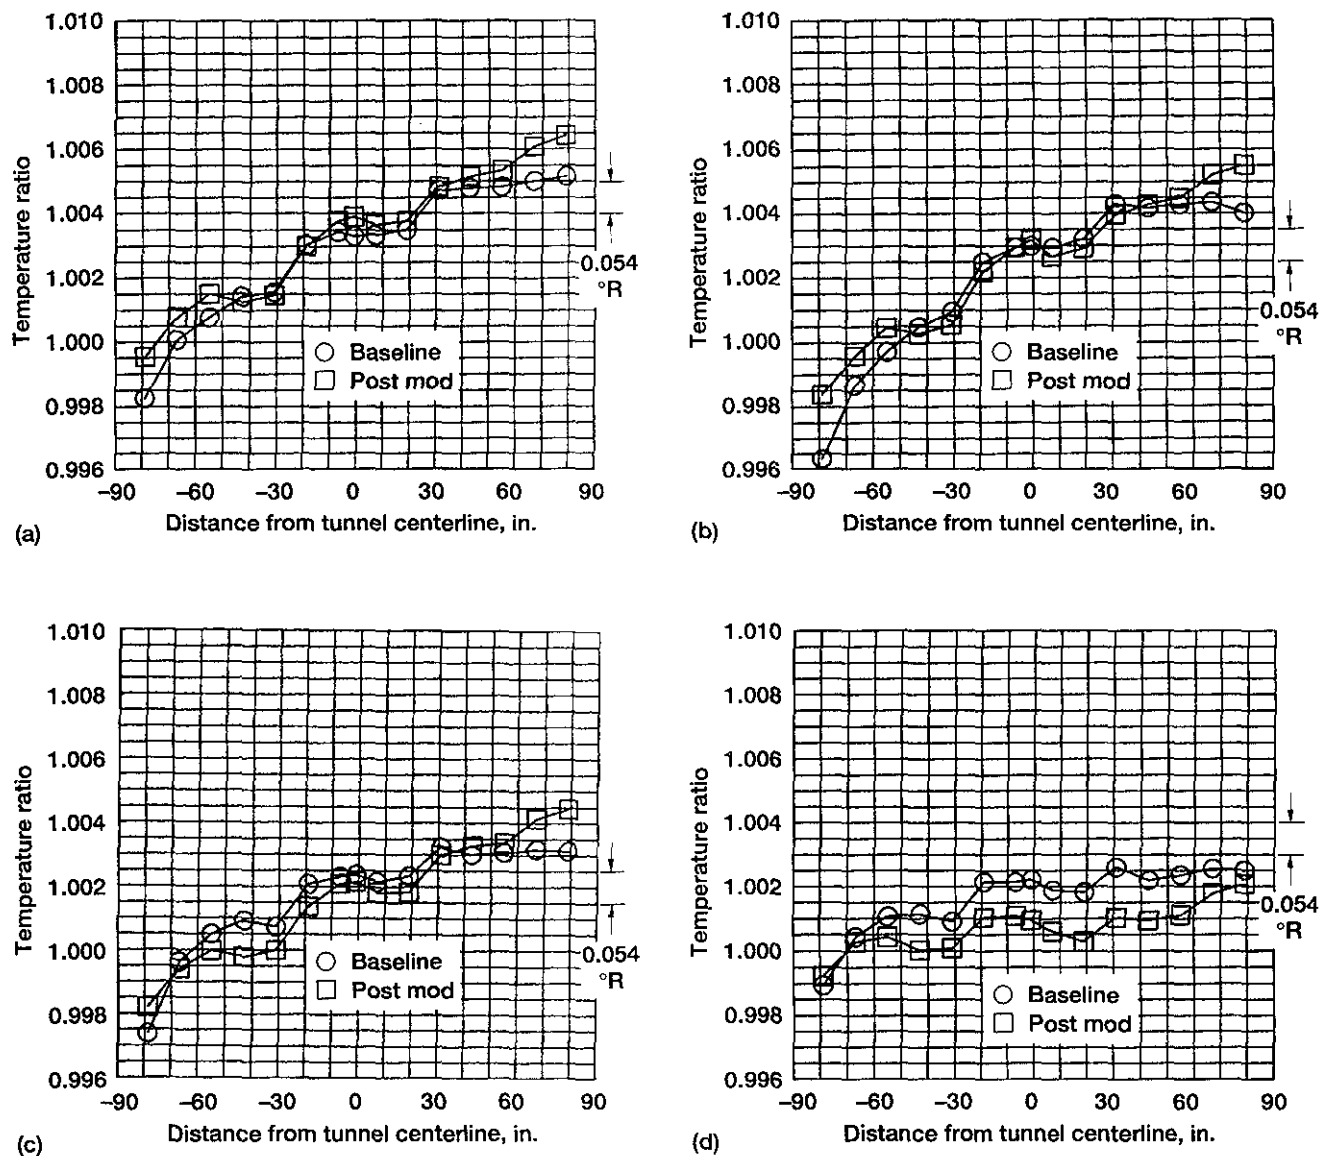 1.010
1.008
1.006
1.004
1.002
1.000
0.998
0.996
Temperature ratio
0.054
°R
Baseline
Post mod
–90 –60 –30 0 30 60 90
Distance from tunnel centerline, in.
(a)
1.010
1.008
1.006
1.004
1.002
1.000
0.998
0.996
Temperature ratio
0.054
°R
Baseline
Post mod
–90 –60 –30 0 30 60 90
Distance from tunnel centerline, in.
(b)
1.010
1.008
1.006
1.004
1.002
1.000
0.998
0.996
Temperature ratio
0.054
°R
Baseline
Post mod
–90 –60 –30 0 30 60 90
Distance from tunnel centerline, in.
(c)
1.010
1.008
1.006
1.004
1.002
1.000
0.998
0.996
Temperature ratio
0.054
°R
Baseline
Post mod
–90 –60 –30 0 30 60 90
Distance from tunnel centerline, in.
(d)